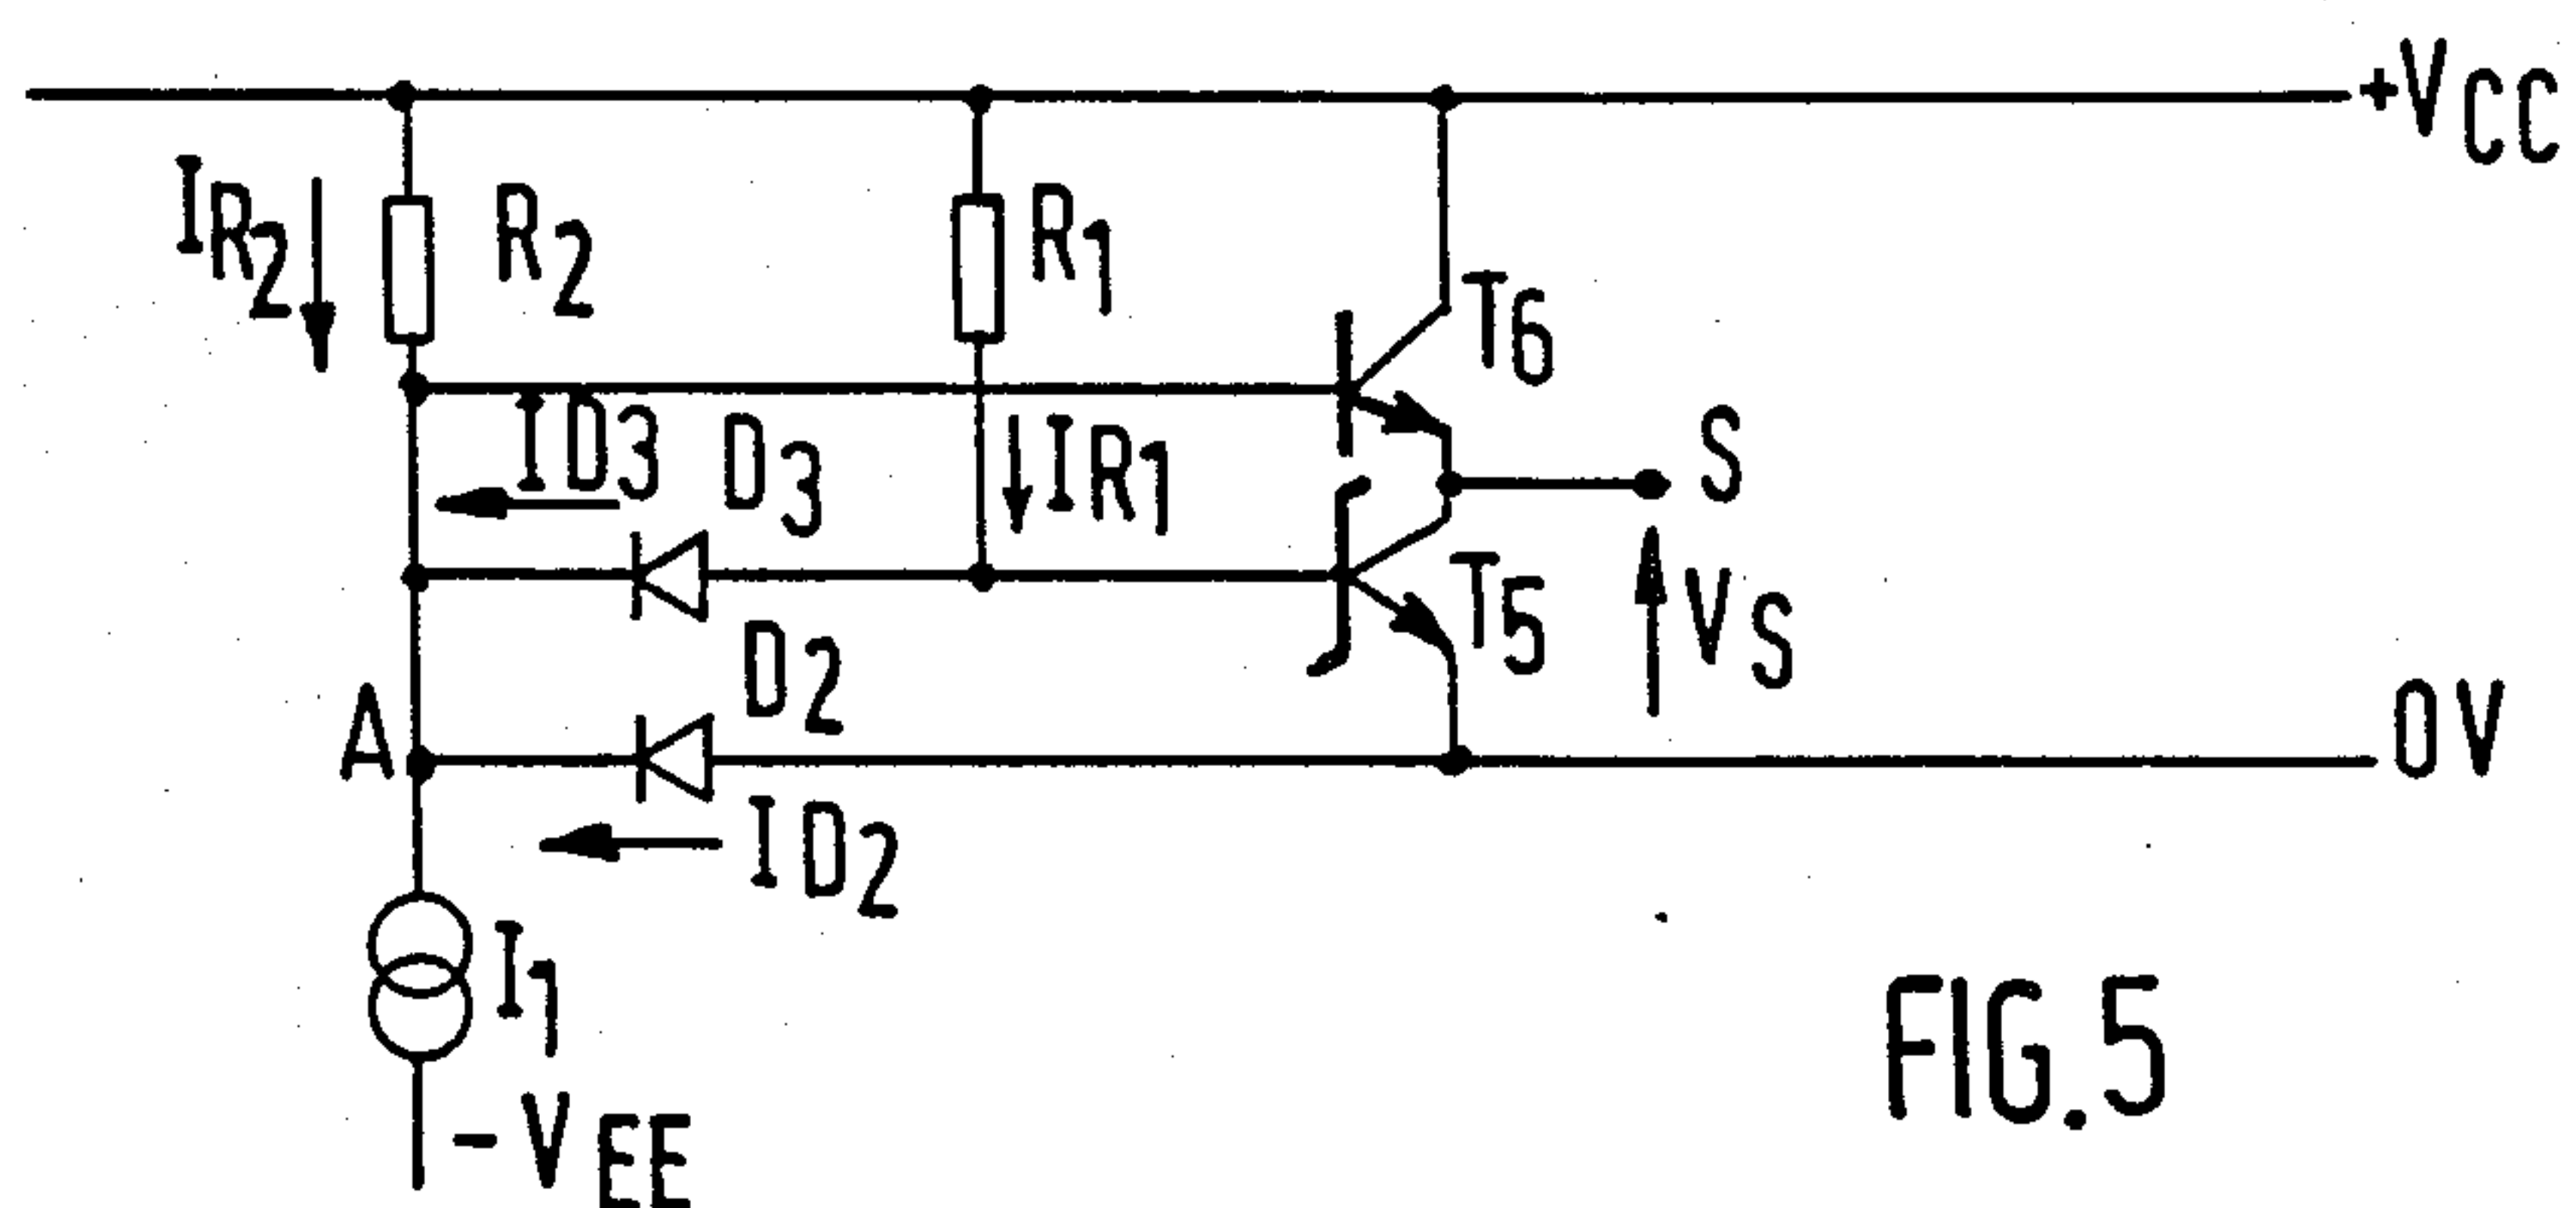 +VCC
IR2
R2
R1
T6
ID3
D3
IR1
S
T5
VS
D2
A
0V
ID2
I1
FIG.5
-VEE